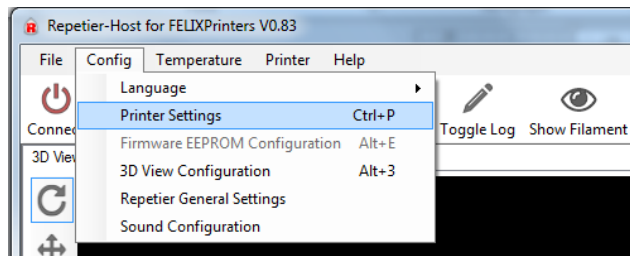 Repetier-Host for FELIXPrinters V0.83
File Config Temperature Printer Help
Language
Printer Settings Ctrl+P
Firmware EEPROM Configuration Alt+E
3D View Configuration Alt+3
Repetier General Settings
Sound Configuration
Connec
Toggle Log Show Filament
3D View